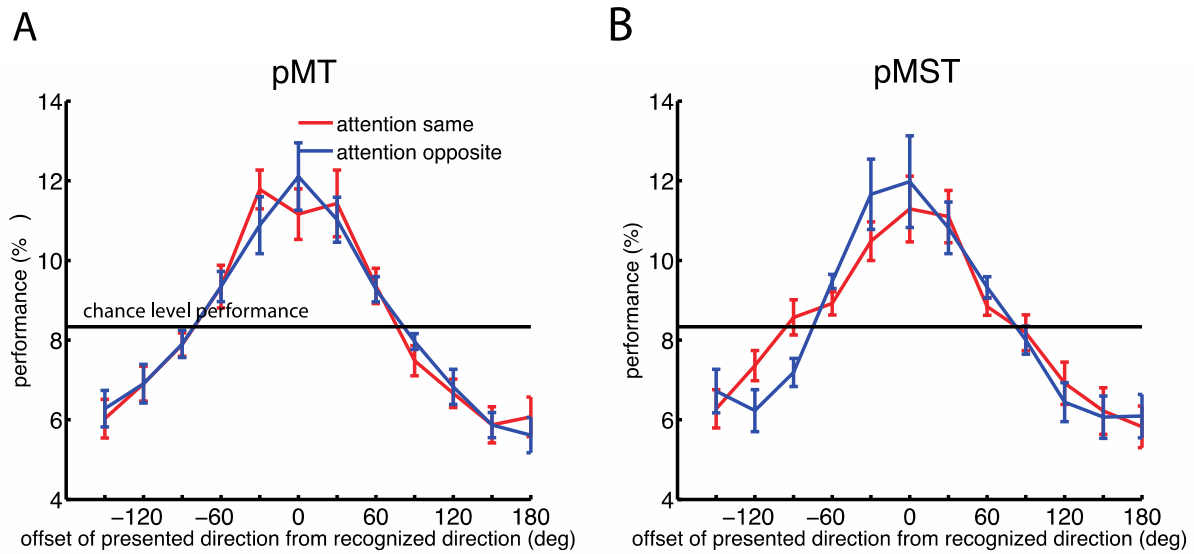 A
pMT
14
12
10
8
6
4
performance (% )
attention same
attention opposite
chance level performance
−120
−60
0
60
120
180
offset of presented direction from recognized direction (deg)
B
pMST
14
12
10
8
6
4
performance (%)
−120
−60
0
60
120
180
offset of presented direction from recognized direction (deg)